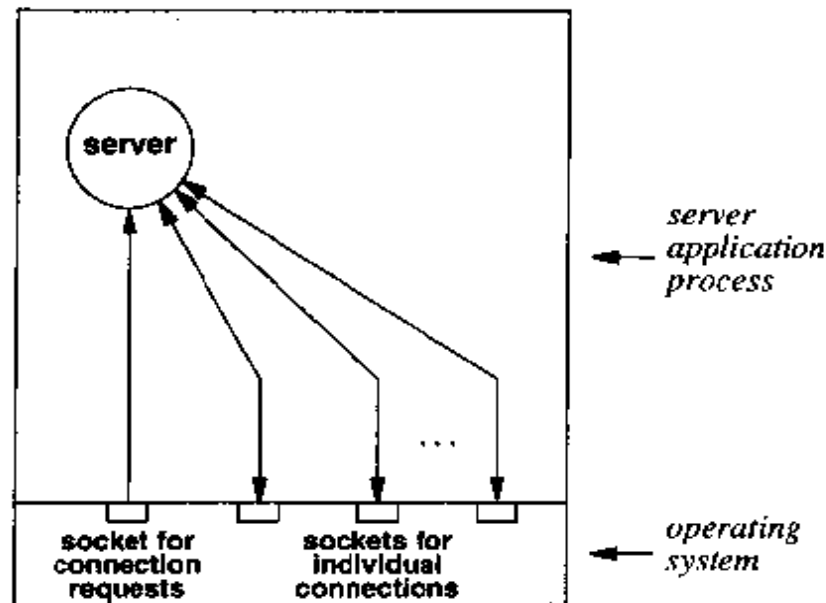 server
server
application
process
...
socket for
connection
requests
sockets for
individual
connections
operating
system